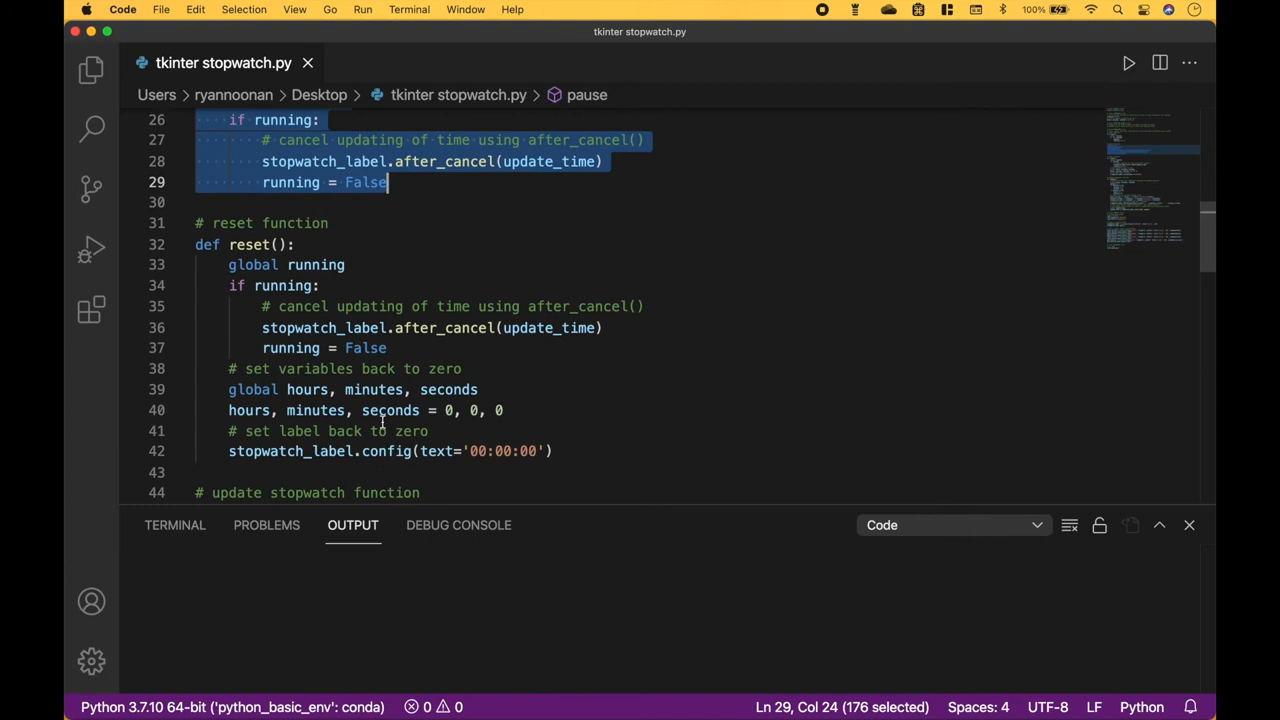 Code File Edit Selection View Go Run Terminal Window Help 100%
tkinter stopwatch.py
tkinter stopwatch.py
Users > ryannoonan > Desktop > tkinter stopwatch.py > pause
26 if running:
27 # cancel updating of time using after_cancel()
28 stopwatch_label.after_cancel(update_time)
29 running = False
30
31 # reset function
32 def reset():
33 global running
34 if running:
35 # cancel updating of time using after_cancel()
36 stopwatch_label.after_cancel(update_time)
37 running = False
38 # set variables back to zero
39 global hours, minutes, seconds
40 hours, minutes, seconds = 0, 0, 0
41 # set label back to zero
42 stopwatch_label.config(text='00:00:00')
43
44 # update stopwatch function
TERMINAL PROBLEMS OUTPUT DEBUG CONSOLE Code
Python 3.7.10 64-bit ('python_basic_env': conda) 0 0 Ln 29, Col 24 (176 selected) Spaces: 4 UTF-8 LF Python